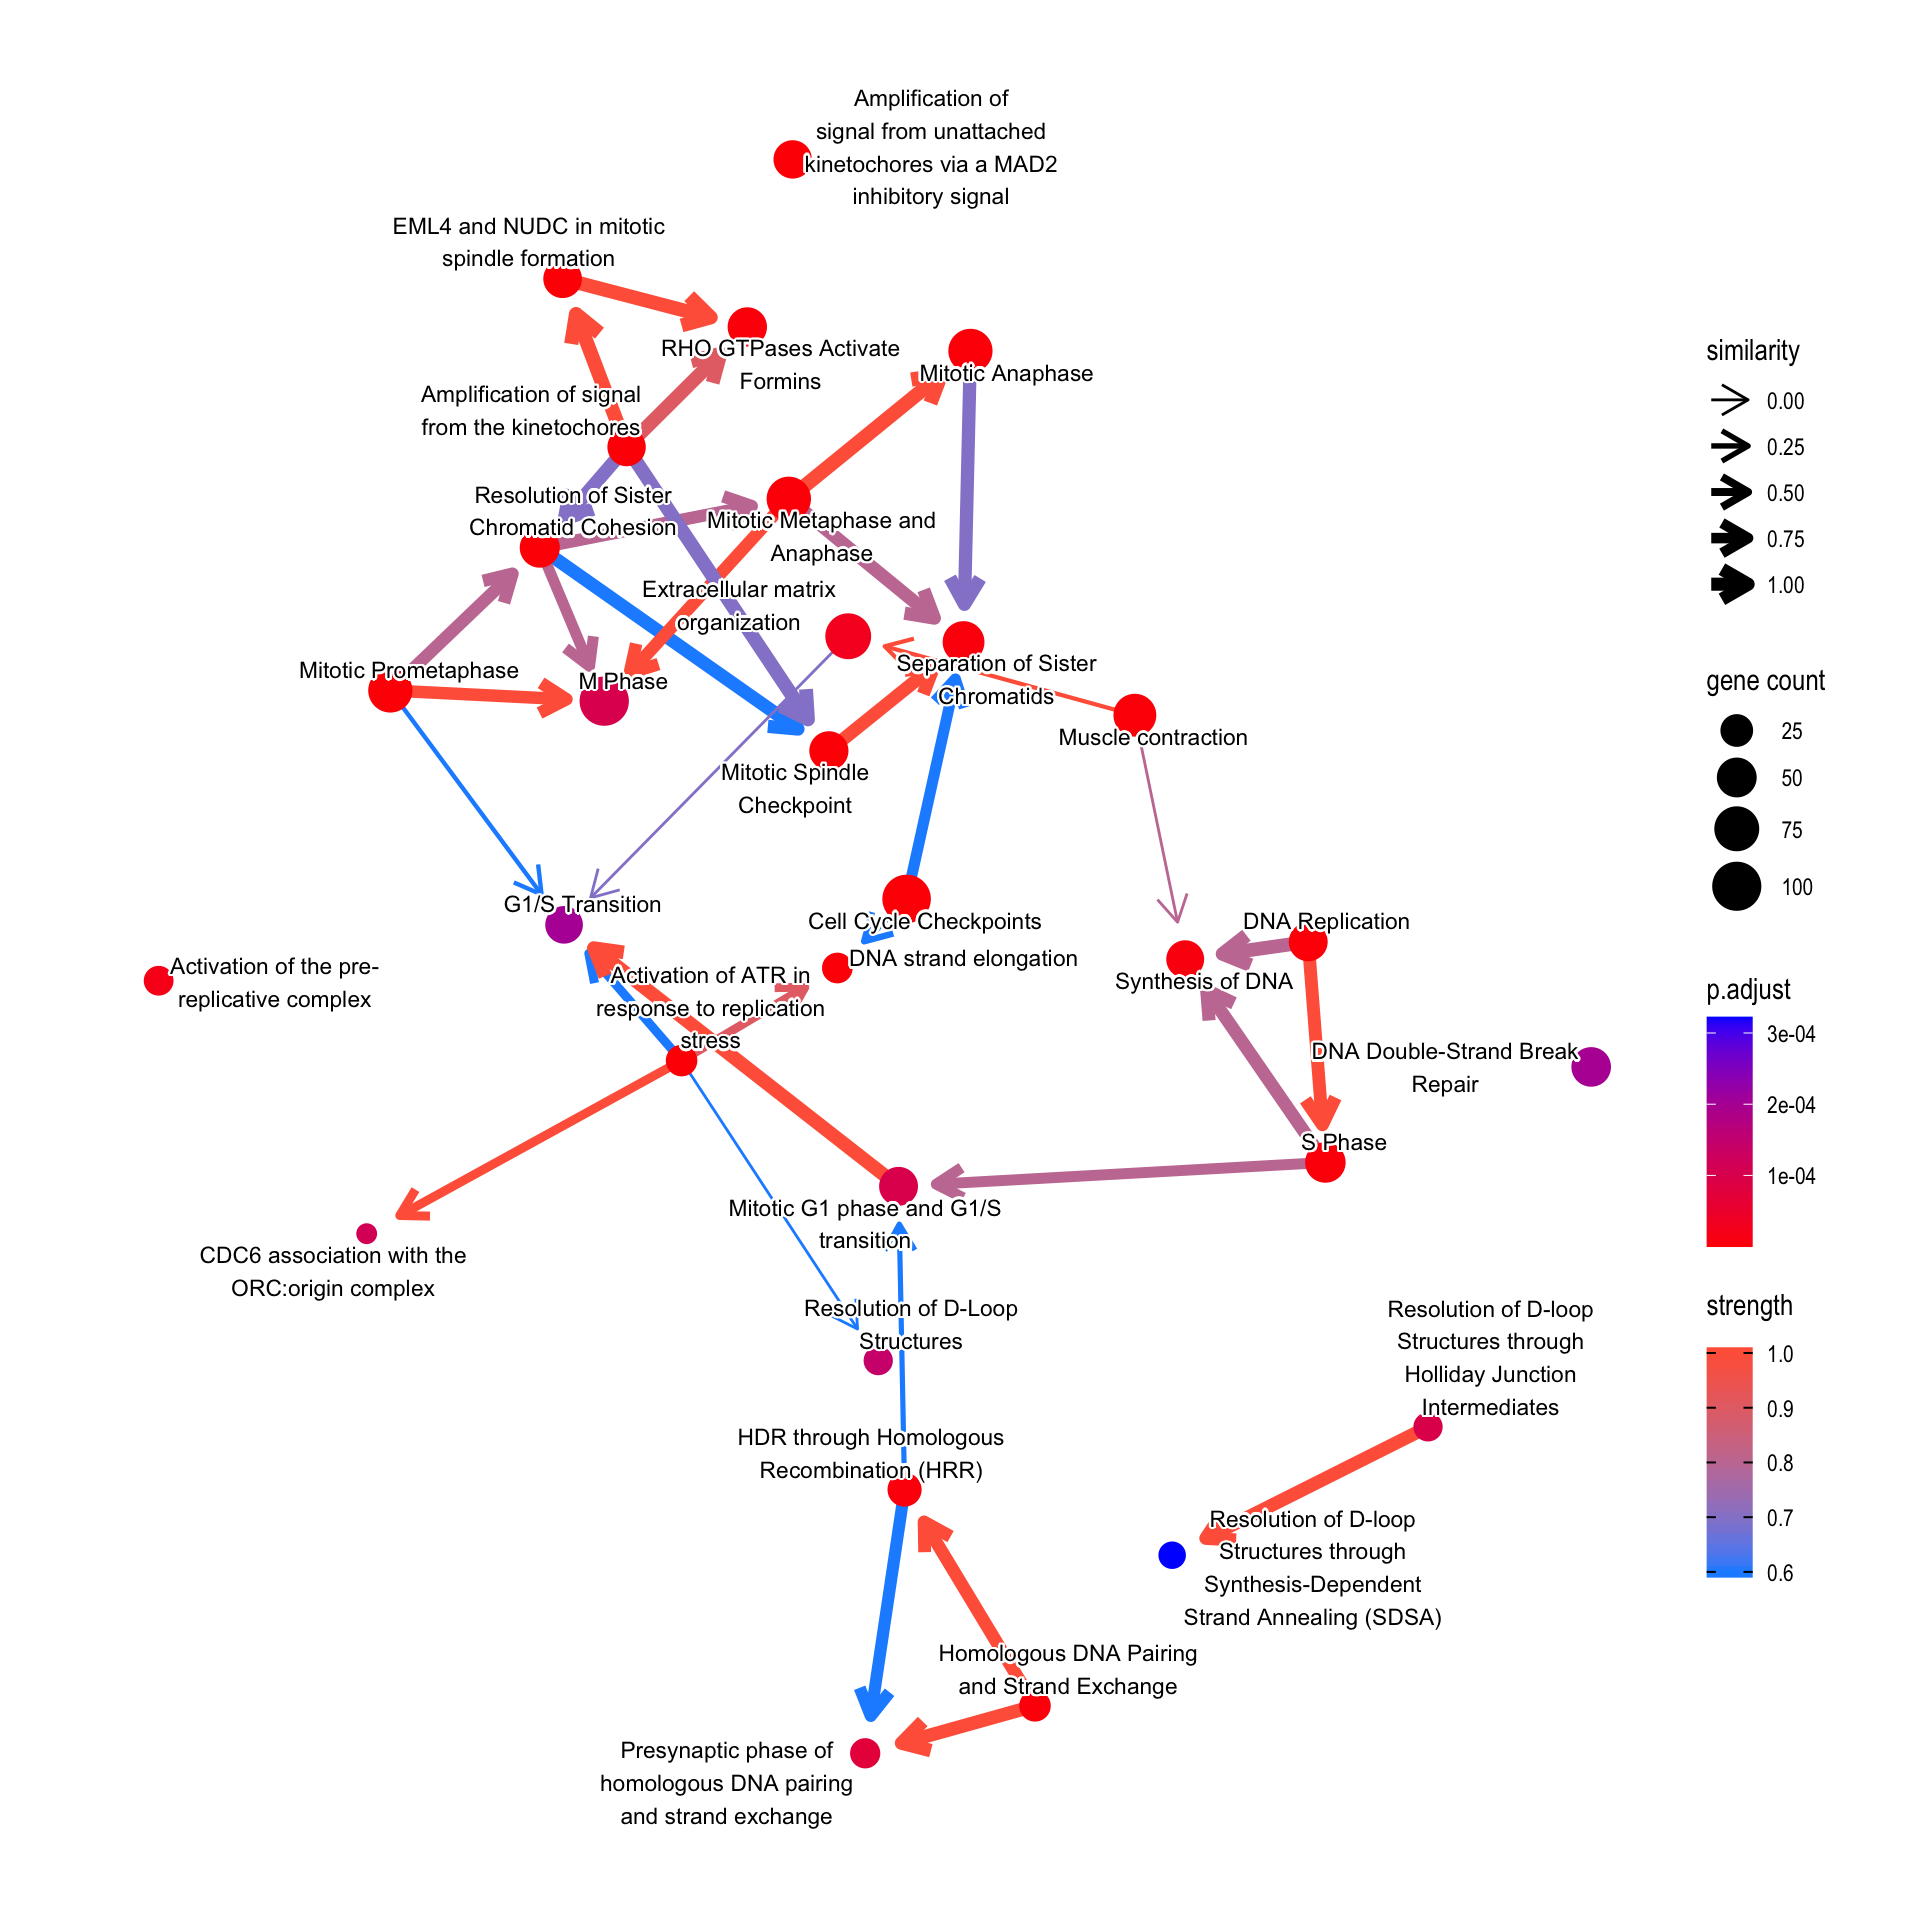 Amplification of
signal from unattached
kinetochores via a MAD2
inhibitory signal
EML4 and NUDC in mitotic
spindle formation
RHO GTPases Activate
Formins
Mitotic Anaphase
Amplification of signal
from the kinetochores
Resolution of Sister
Chromatid Cohesion
Mitotic Metaphase and
Anaphase
Extracellular matrix
organization
Mitotic Prometaphase
M Phase
Separation of Sister
Chromatids
Muscle contraction
Mitotic Spindle
Checkpoint
G1/S Transition
Cell Cycle Checkpoints
DNA strand elongation
DNA Replication
Synthesis of DNA
Activation of the pre-
replicative complex
Activation of ATR in
response to replication
stress
DNA Double-Strand Break
Repair
S Phase
Mitotic G1 phase and G1/S
transition
CDC6 association with the
ORC:origin complex
Resolution of D-Loop
Structures
Resolution of D-loop
Structures through
Holliday Junction
Intermediates
HDR through Homologous
Recombination (HRR)
Resolution of D-loop
Structures through
Synthesis-Dependent
Strand Annealing (SDSA)
Homologous DNA Pairing
and Strand Exchange
Presynaptic phase of
homologous DNA pairing
and strand exchange
similarity
0.00
0.25
0.50
0.75
1.00
gene count
25
50
75
100
p.adjust
3e-04
2e-04
1e-04
strength
1.0
0.9
0.8
0.7
0.6